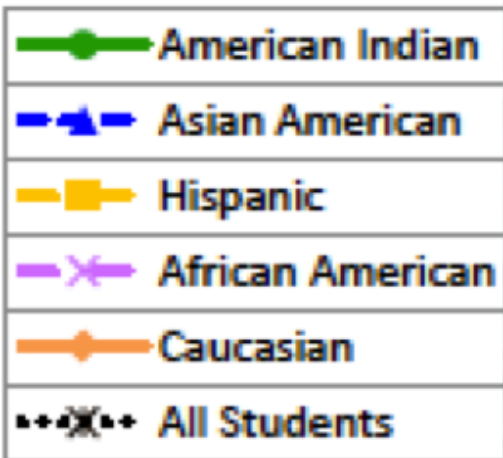 American Indian
Asian American
Hispanic
African American
Caucasian
All Students